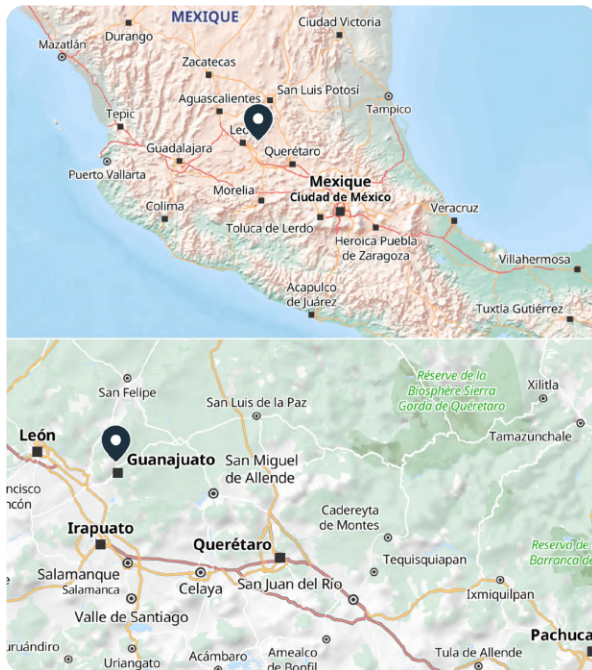 MEXIQUE
Ciudad Victoria
Mazatlán
Durango
Zacatecas
San Luis Potosí
Aguascalientes
Tampico
Tepic
León
Guadalajara
Querétaro
Puerto Vallarta
Morelia
Mexique
Ciudad de México
Colima
Veracruz
Toluca de Lerdo
Heroica Puebla
de Zaragoza
Villahermosa
Acapulco
de Juárez
Tuxtla Gutiérrez
San Felipe
Réserve de la
Biosphère Sierra
Gorda de Querétaro
Xilitla
San Luis de la Paz
León
Tamazunchale
Guanajuato
San Miguel
de Allende
ncisco
ncón
Cadereyta
de Montes
Irapuato
Querétaro
Reserva de
Barranca de
Salamanque
Salamanca
Tequisquiapan
Celaya
San Juan del Río
Ixmiquilpan
Valle de Santiago
Pachuca
uruándiro
Uriangato
Acámbaro
Amealco
de Bonfil
Tula de Allende